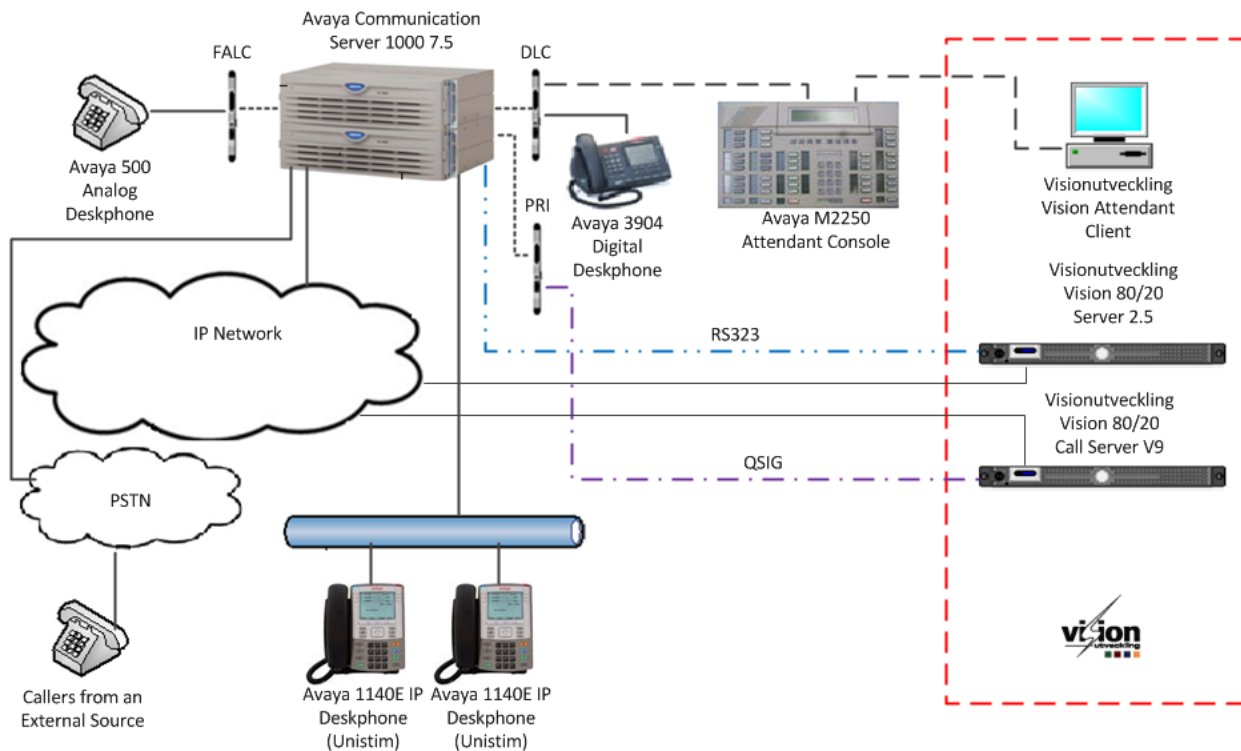 Avaya Communication
Server 1000 7.5
FALC
DLC
Avaya 500
Analog
Deskphone
PRI
Avaya 3904
Digital
Deskphone
Avaya M2250
Attendant Console
Visionutveckling
Vision Attendant
Client
Visionutveckling
Vision 80/20
Server 2.5
IP Network
RS323
Visionutveckling
Vision 80/20
Call Server V9
QSIG
PSTN
vision
utveckling
Callers from an
External Source
Avaya 1140E IP
Deskphone
(Unistim)
Avaya 1140E IP
Deskphone
(Unistim)